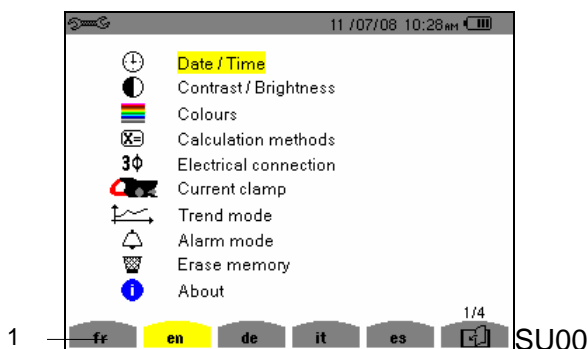 11 /07/08 10:28AM
Date / Time
Contrast / Brightness
Colours
X= Calculation methods
3Φ Electrical connection
Current clamp
Trend mode
Alarm mode
Erase memory
i About
1/4
1 fr en de it es SU00